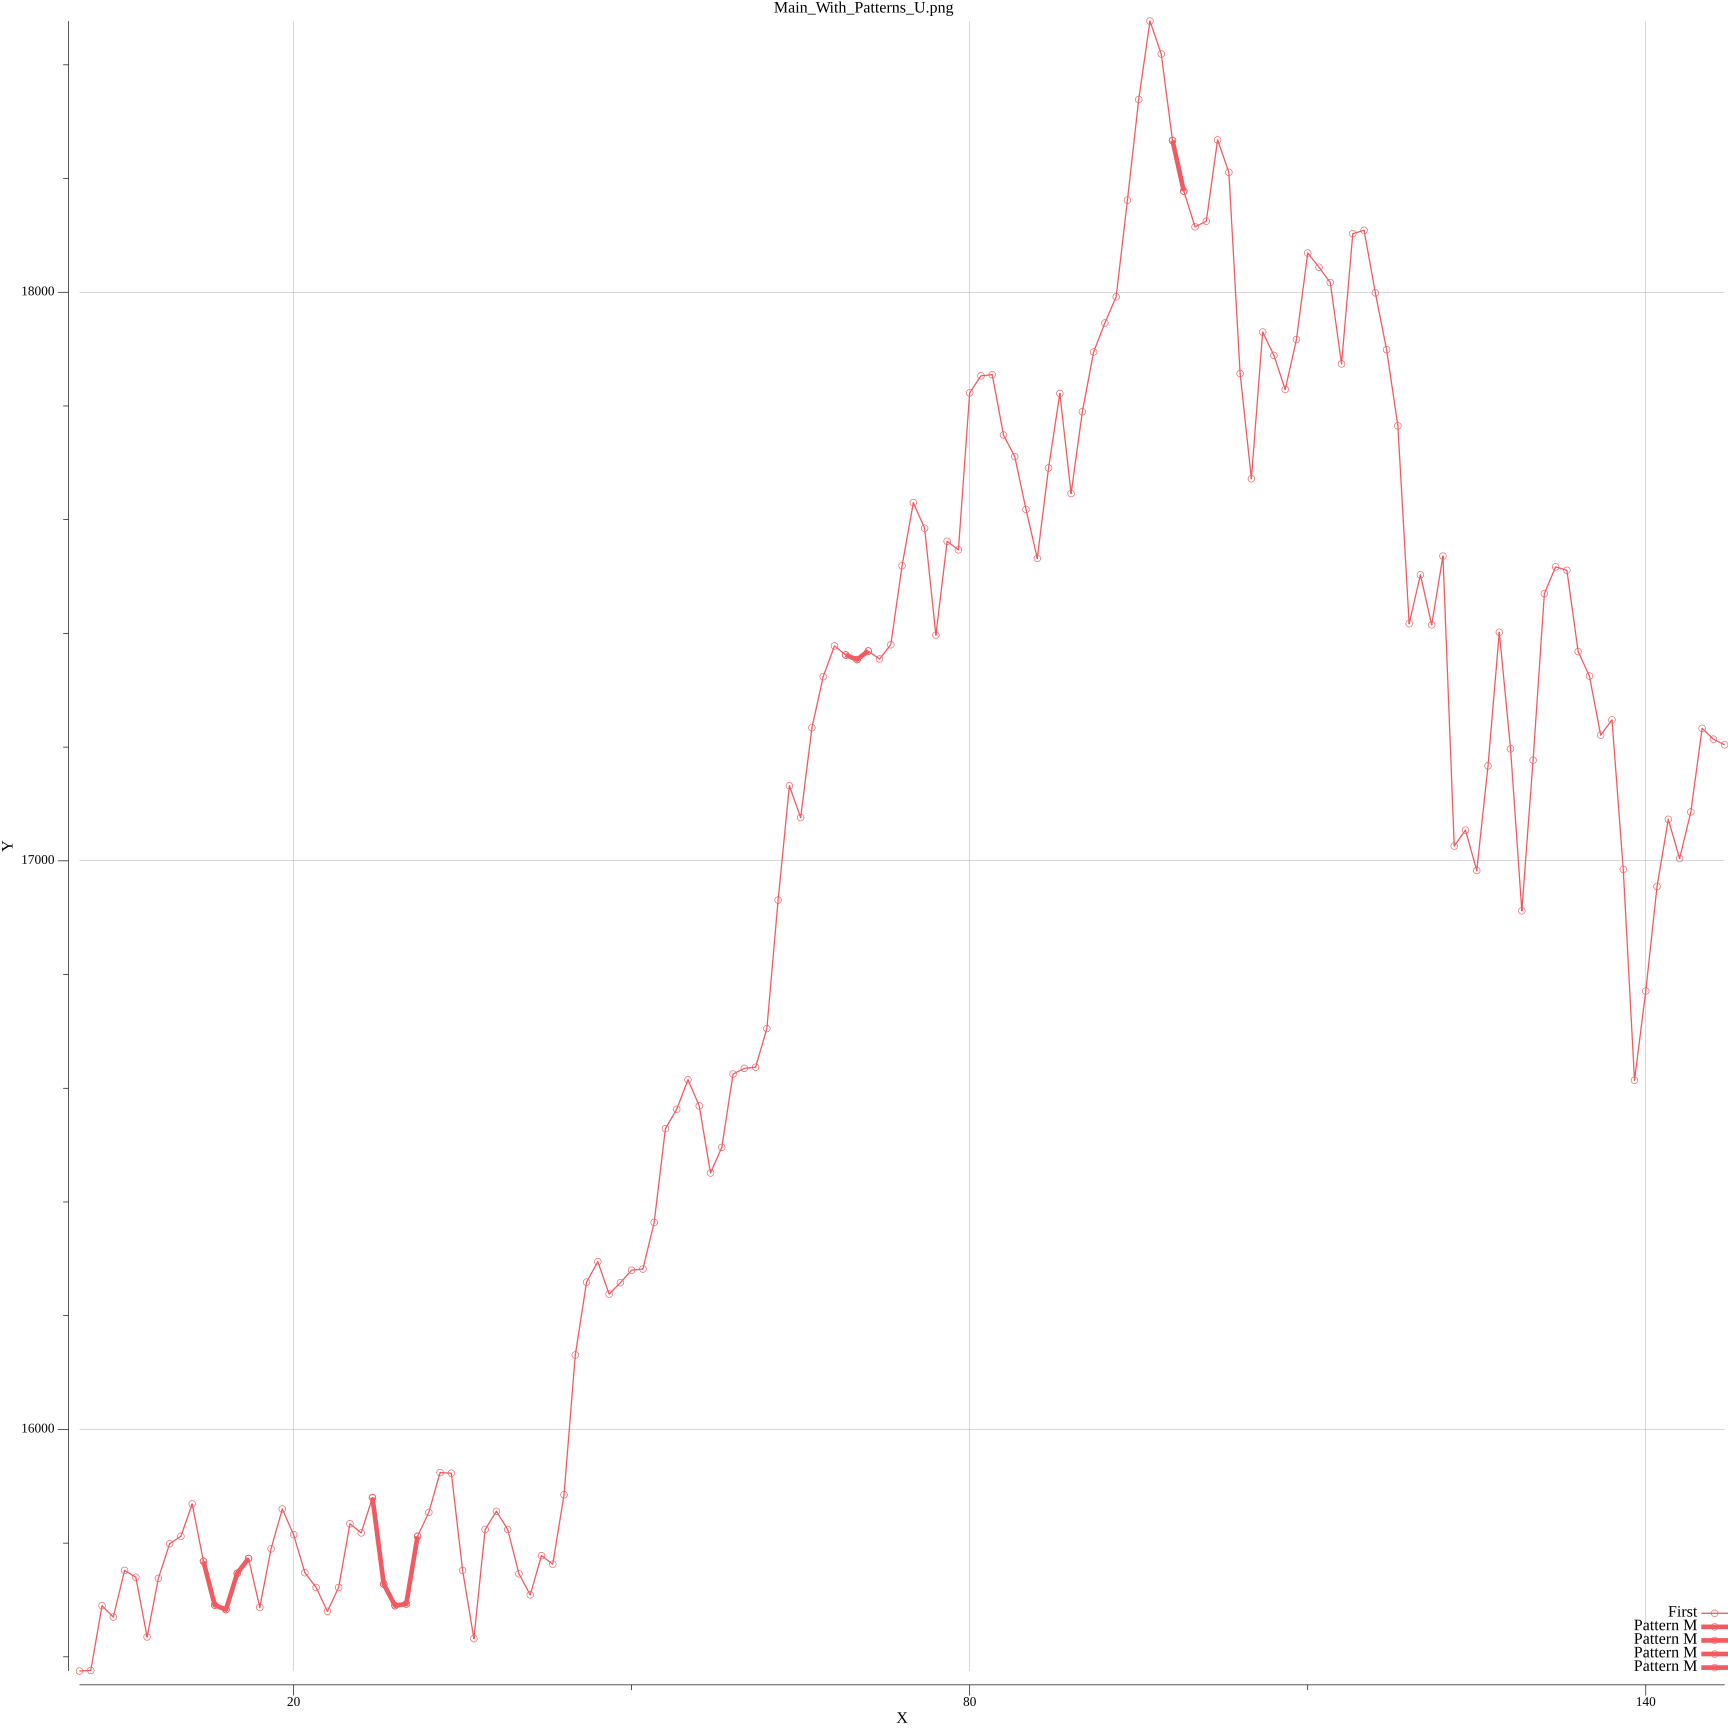 Main_With_Patterns_U.png
18000
17000
Y
16000
First
Pattern M
Pattern M
Pattern M
Pattern M
20
80
140
X